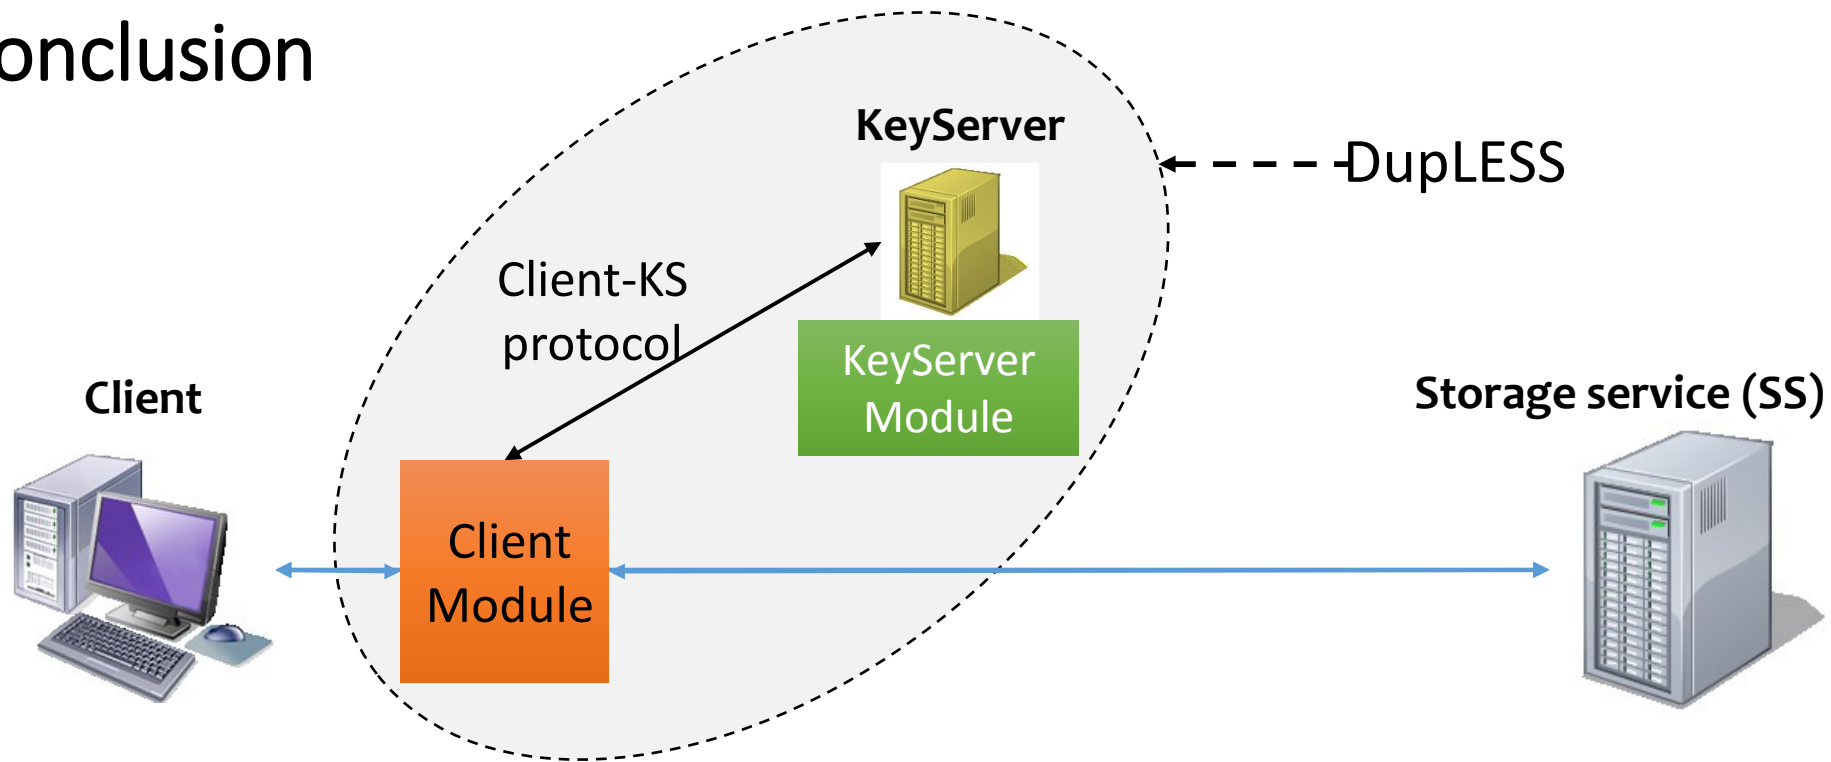 onclusion
KeyServer
DupLESS
Client-KS
protocol
KeyServer
Module
Client
Storage service (SS)
Client
Module